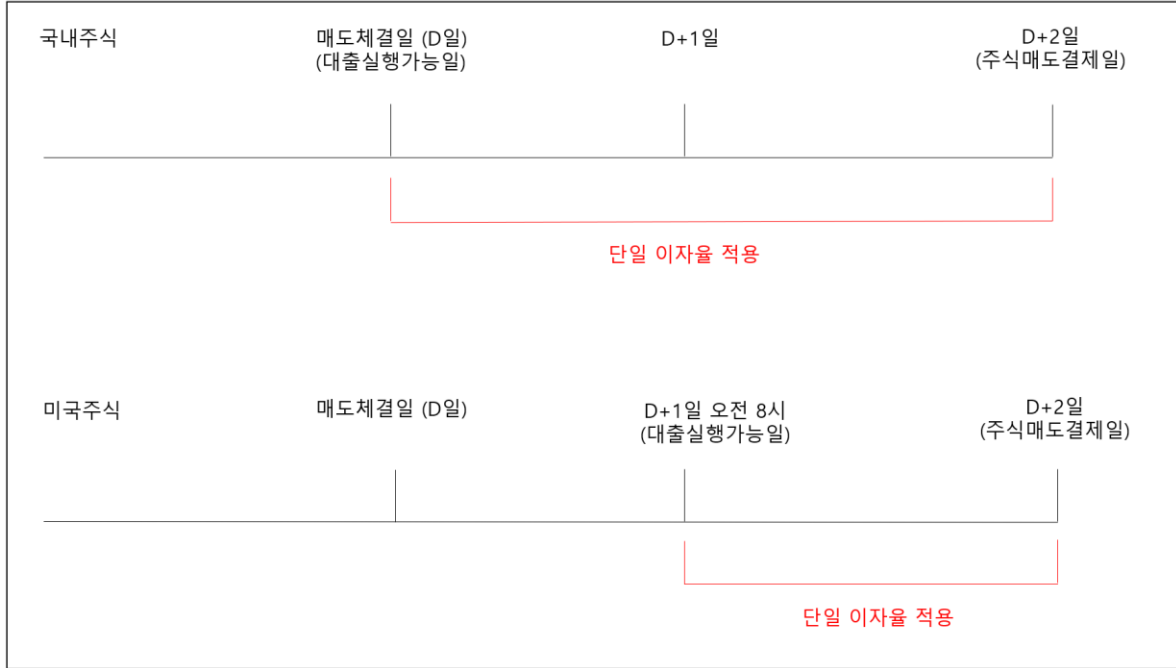 국내주식
매도체결일 (D일)
(대출실행가능일)
D+1일
D+2일
(주식매도결제일)
단일 이자율 적용
미국주식
매도체결일 (D일)
D+1일 오전 8시
(대출실행가능일)
D+2일
(주식매도결제일)
단일 이자율 적용